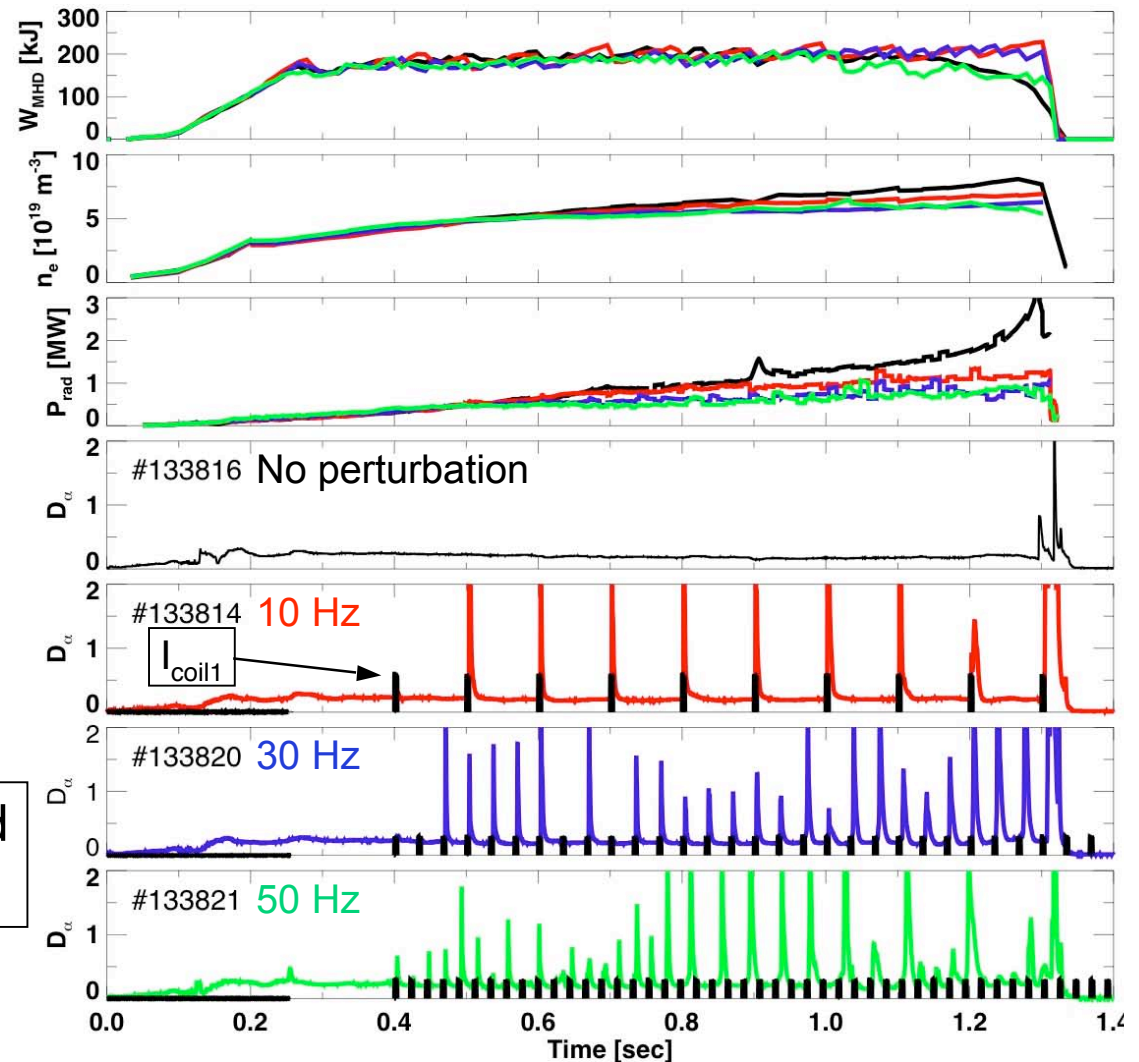 W_MHD [kJ]
300
200
100
0
n_e [10^19 m^-3]
10
5
0
P_rad [MW]
3
2
1
0
D_α
2
1
0
#133816 No perturbation
D_α
2
1
0
#133814 10 Hz
I_coil1
D_α
2
1
0
#133820 30 Hz
d
D_α
2
1
0
#133821 50 Hz
0.0 0.2 0.4 0.6 0.8 1.0 1.2 1.4
Time [sec]